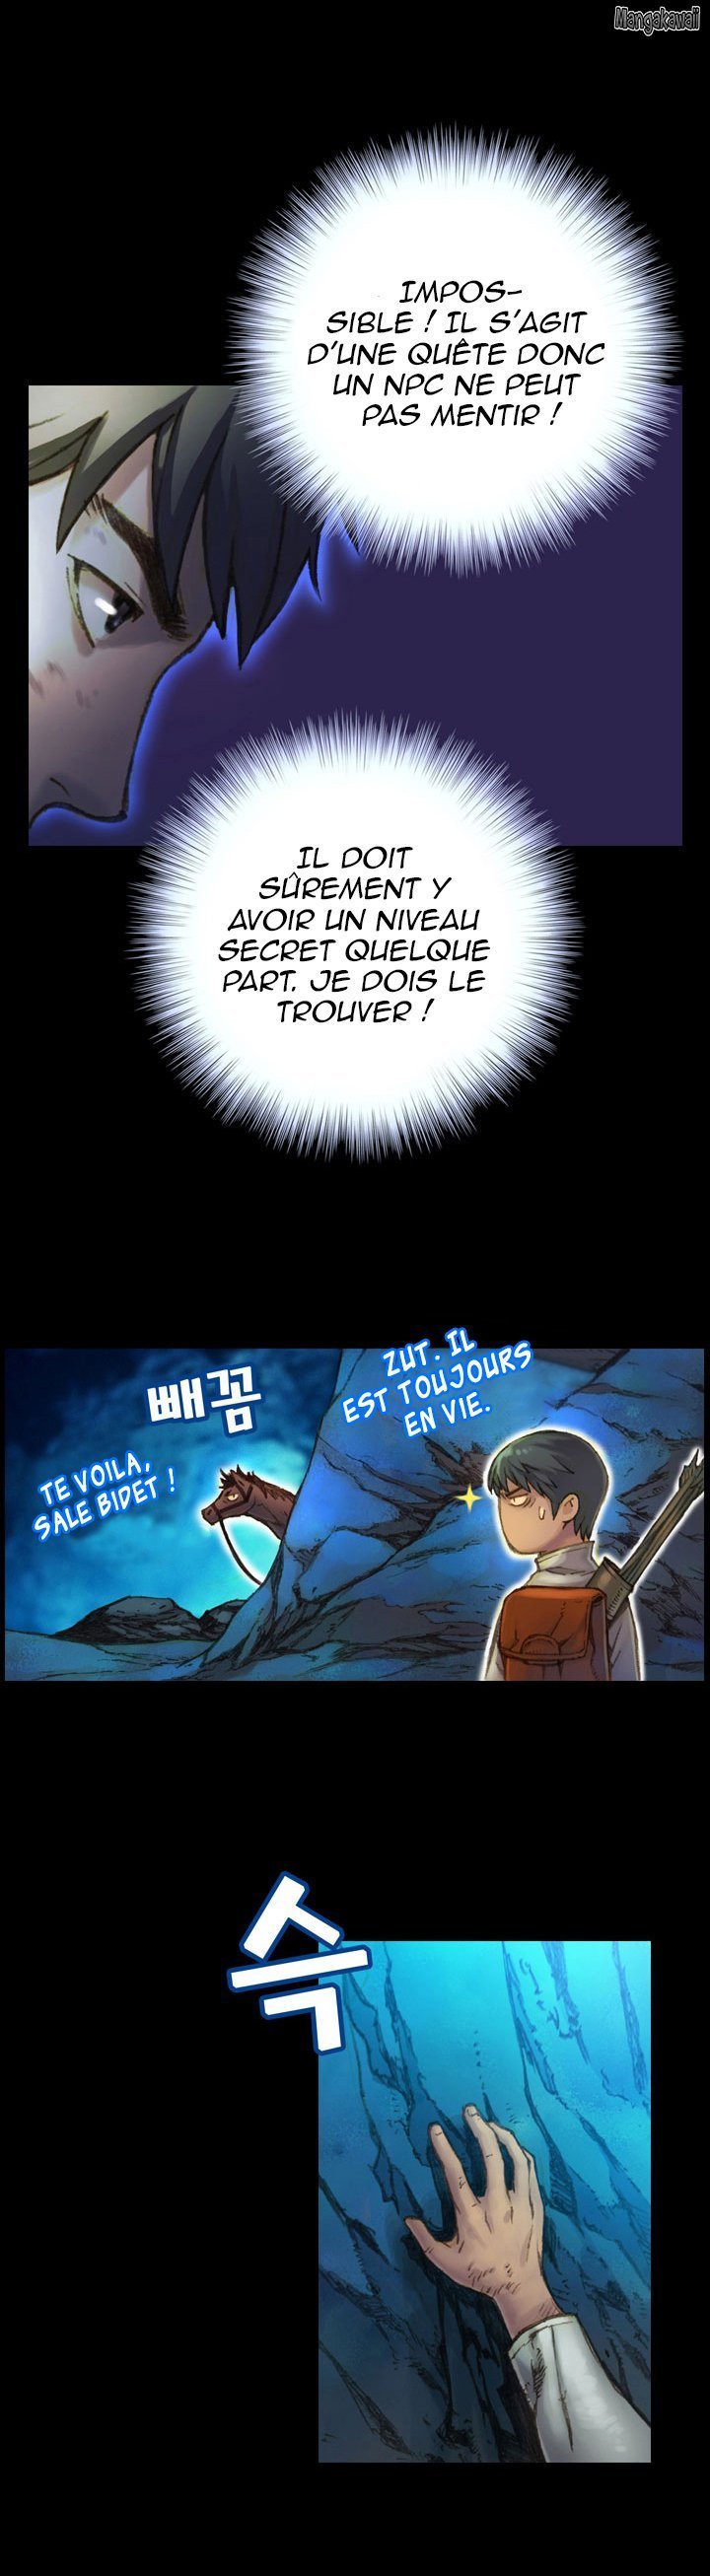 Mangakawaii
IMPOS-
SIBLE ! IL S'AGIT
D'UNE QUÊTE DONC
UN NPC NE PEUT
PAS MENTIR !
IL DOIT
SÛREMENT Y
AVOIR UN NIVEAU
SECRET QUELQUE
PART. JE DOIS LE
TROUVER !
빼꼼
TE VOILA,
SALE BIDET !
ZUT. IL
EST TOUJOURS
EN VIE.
스